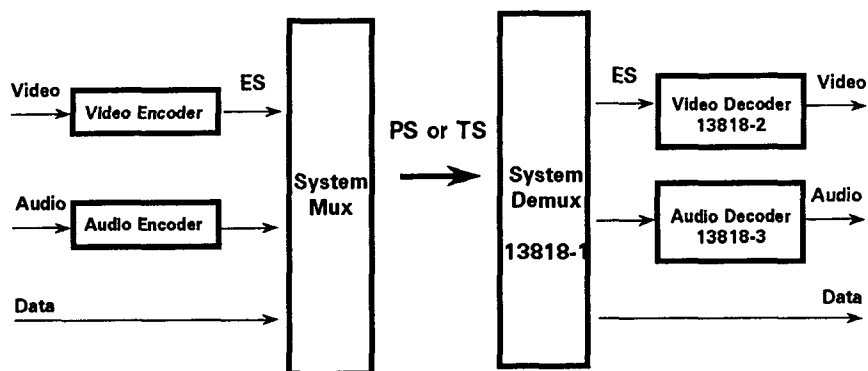 Video
Video Encoder
ES
Audio
Audio Encoder
Data
System
Mux
PS or TS
System
Demux
13818-1
ES
Video Decoder
13818-2
Video
Audio Decoder
13818-3
Audio
Data